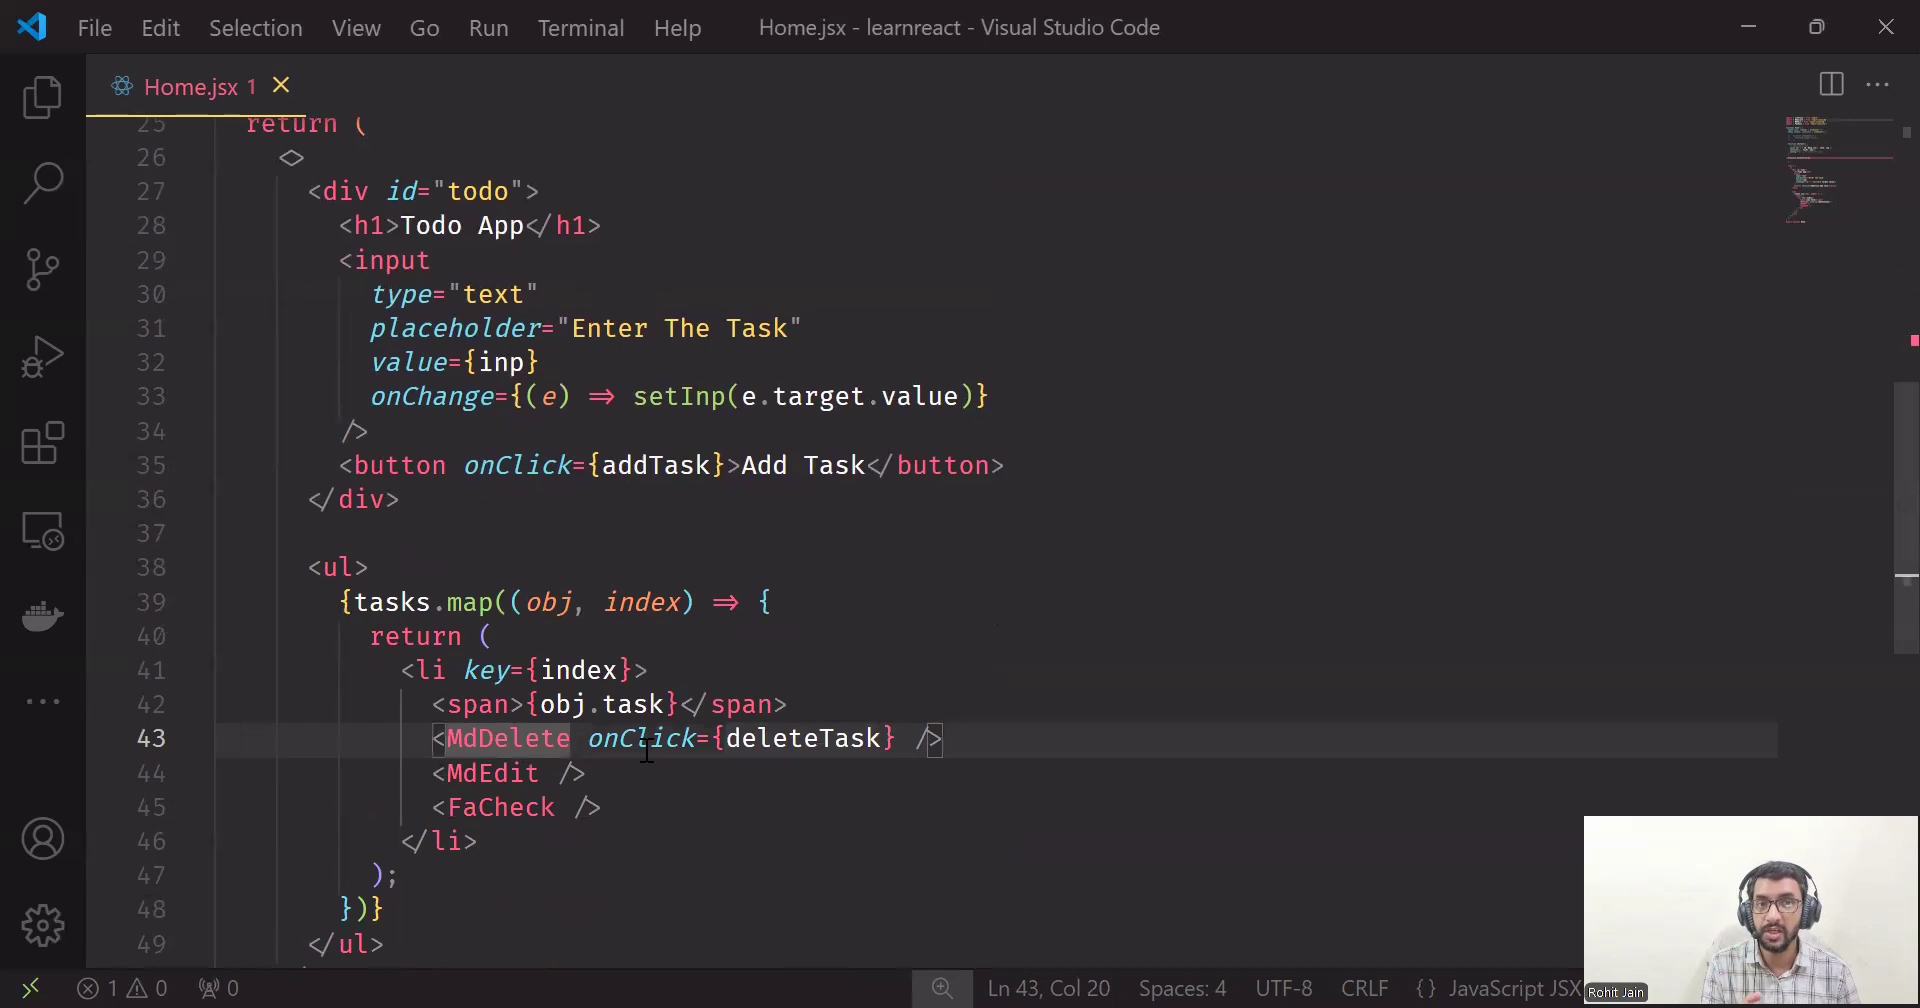 File Edit Selection View Go Run Terminal Help Home.jsx - learnreact - Visual Studio Code
Home.jsx 1
25 return (
26 <>
27 <div id="todo">
28 <h1>Todo App</h1>
29 <input
30 type="text"
31 placeholder="Enter The Task"
32 value={inp}
33 onChange={(e) => setInp(e.target.value)}
34 />
35 <button onClick={addTask}>Add Task</button>
36 </div>
37
38 <ul>
39 {tasks.map((obj, index) => {
40 return (
41 <li key={index}>
42 <span>{obj.task}</span>
43 <MdDelete onClick={deleteTask} />
44 <MdEdit />
45 <FaCheck />
46 </li>
47 );
48 })}
49 </ul>
Rohit Jain
1 0 0 Ln 43, Col 20 Spaces: 4 UTF-8 CRLF {} JavaScript JSX